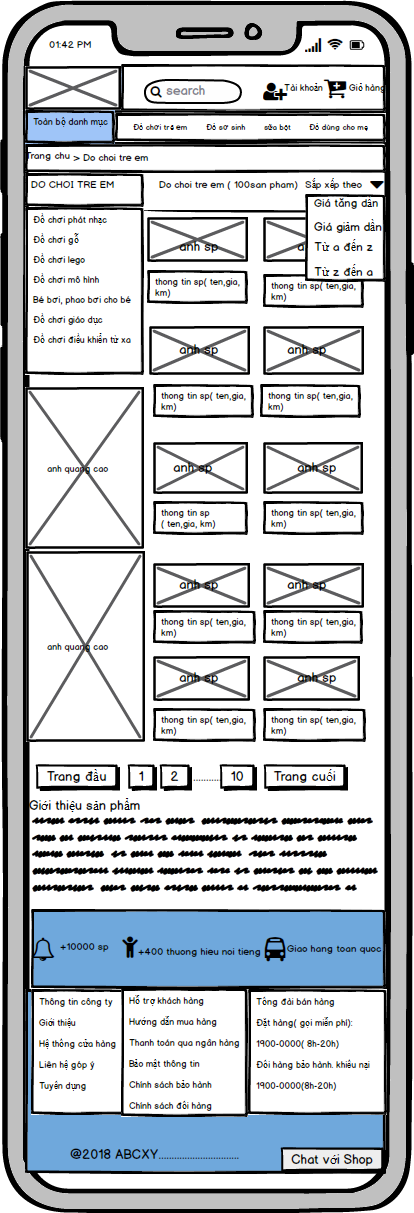 01:42 PM
search
Tài khoản
Giỏ hàng
Toàn bộ danh mục
Đồ chơi trẻ em
Đồ sơ sinh
sữa bột
Đồ dùng cho mẹ
Trang chu > Do choi tre em
DO CHOI TRE EM
Do choi tre em ( 100san pham)
Sắp xếp theo
Giá tăng dần
Giá giảm dần
Từ a đến z
Từ z đến a
Đồ chơi phát nhạc
Đồ chơi gỗ
Đồ chơi lego
Đồ chơi mô hình
Bể bơi, phao bơi cho bé
Đồ chơi giáo dục
Đồ chơi điều khiển từ xa
anh sp
thong tin sp( ten,gia,
km)
thong tin sp( ten,gia,
km)
anh sp
anh sp
thong tin sp( ten,gia,
km)
thong tin sp( ten,gia,
km)
anh quang cao
anh sp
anh sp
thong tin sp
( ten,gia, km)
thong tin sp( ten,gia,
km)
anh sp
anh sp
thong tin sp( ten,gia,
km)
thong tin sp( ten,gia,
km)
anh quang cao
anh sp
anh sp
thong tin sp( ten,gia,
km)
thong tin sp( ten,gia,
km)
Trang đầu
1
2
...........
10
Trang cuối
Giới thiệu sản phẩm
+10000 sp
+400 thuong hieu noi tieng
Giao hang toan quoc
Thông tin công ty
Giới thiệu
Hệ thống cửa hàng
Liên hệ góp ý
Tuyển dụng
Hỗ trợ khách hàng
Hướng dẫn mua hàng
Thanh toán qua ngân hàng
Bảo mật thông tin
Chính sách bảo hành
Chính sách đổi hàng
Tổng đài bán hàng
Đặt hàng( gọi miễn phí):
1900-0000( 8h-20h)
Đổi hàng bảo hành. khiếu nại
1900-0000(8h-20h)
@2018 ABCXY................................
Chat với Shop